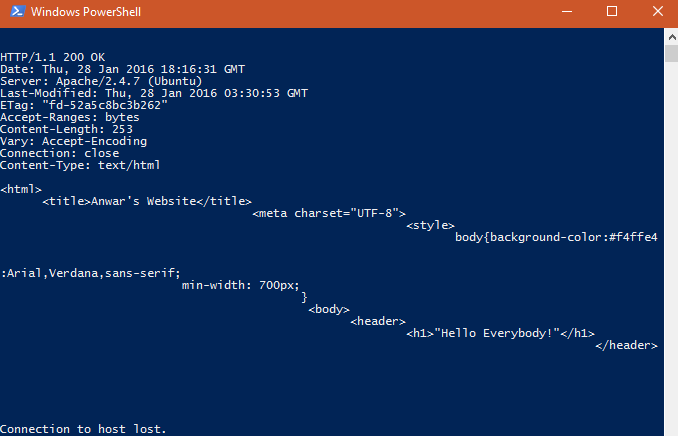 Windows PowerShell
HTTP/1.1 200 OK
Date: Thu, 28 Jan 2016 18:16:31 GMT
Server: Apache/2.4.7 (Ubuntu)
Last-Modified: Thu, 28 Jan 2016 03:30:53 GMT
ETag: "fd-52a5c8bc3b262"
Accept-Ranges: bytes
Content-Length: 253
Vary: Accept-Encoding
Connection: close
Content-Type: text/html
<html>
<title>Anwar's Website</title>
<meta charset="UTF-8">
<style>
body{background-color:#f4ffe4
:Arial,Verdana,sans-serif;
min-width: 700px;
}
<body>
<header>
<h1>"Hello Everybody!"</h1>
</header>
Connection to host lost.